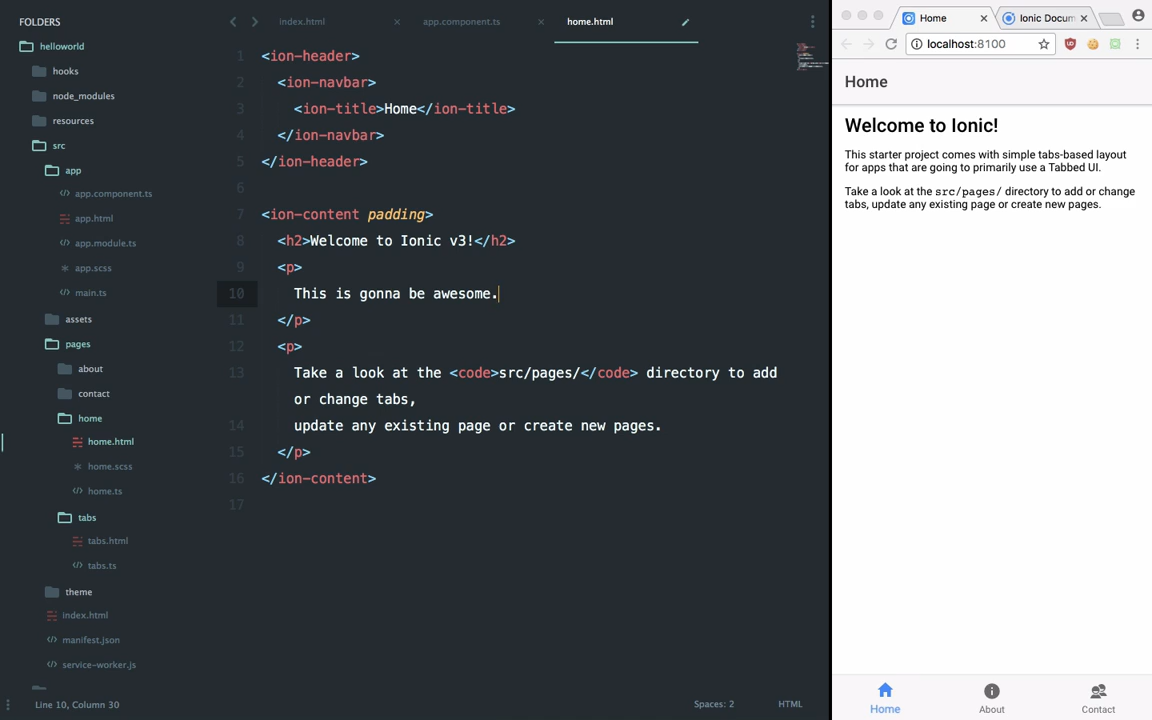 FOLDERS
helloworld
hooks
node_modules
resources
src
app
app.component.ts
app.html
app.module.ts
app.scss
main.ts
assets
pages
about
contact
home
home.html
home.scss
home.ts
tabs
tabs.html
tabs.ts
theme
index.html
manifest.json
service-worker.js
index.html
app.component.ts
home.html
1 <ion-header>
2 <ion-navbar>
3 <ion-title>Home</ion-title>
4 </ion-navbar>
5 </ion-header>
6
7 <ion-content padding>
8 <h2>Welcome to Ionic v3!</h2>
9 <p>
10 This is gonna be awesome.
11 </p>
12 <p>
13 Take a look at the <code>src/pages/</code> directory to add
or change tabs,
14 update any existing page or create new pages.
15 </p>
16 </ion-content>
17
Line 10, Column 30
Spaces: 2
HTML
Home
Ionic Docum
localhost:8100
Home
Welcome to Ionic!
This starter project comes with simple tabs-based layout
for apps that are going to primarily use a Tabbed UI.
Take a look at the src/pages/ directory to add or change
tabs, update any existing page or create new pages.
Home
About
Contact